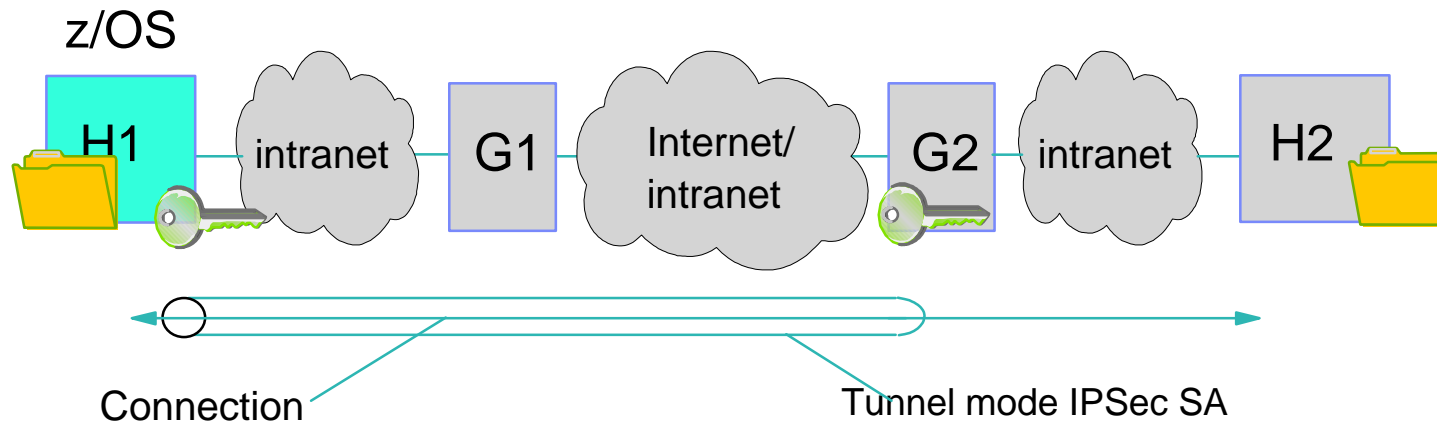 z/OS
H1
intranet
G1
Internet/
intranet
G2
intranet
H2
Connection
Tunnel mode IPSec SA